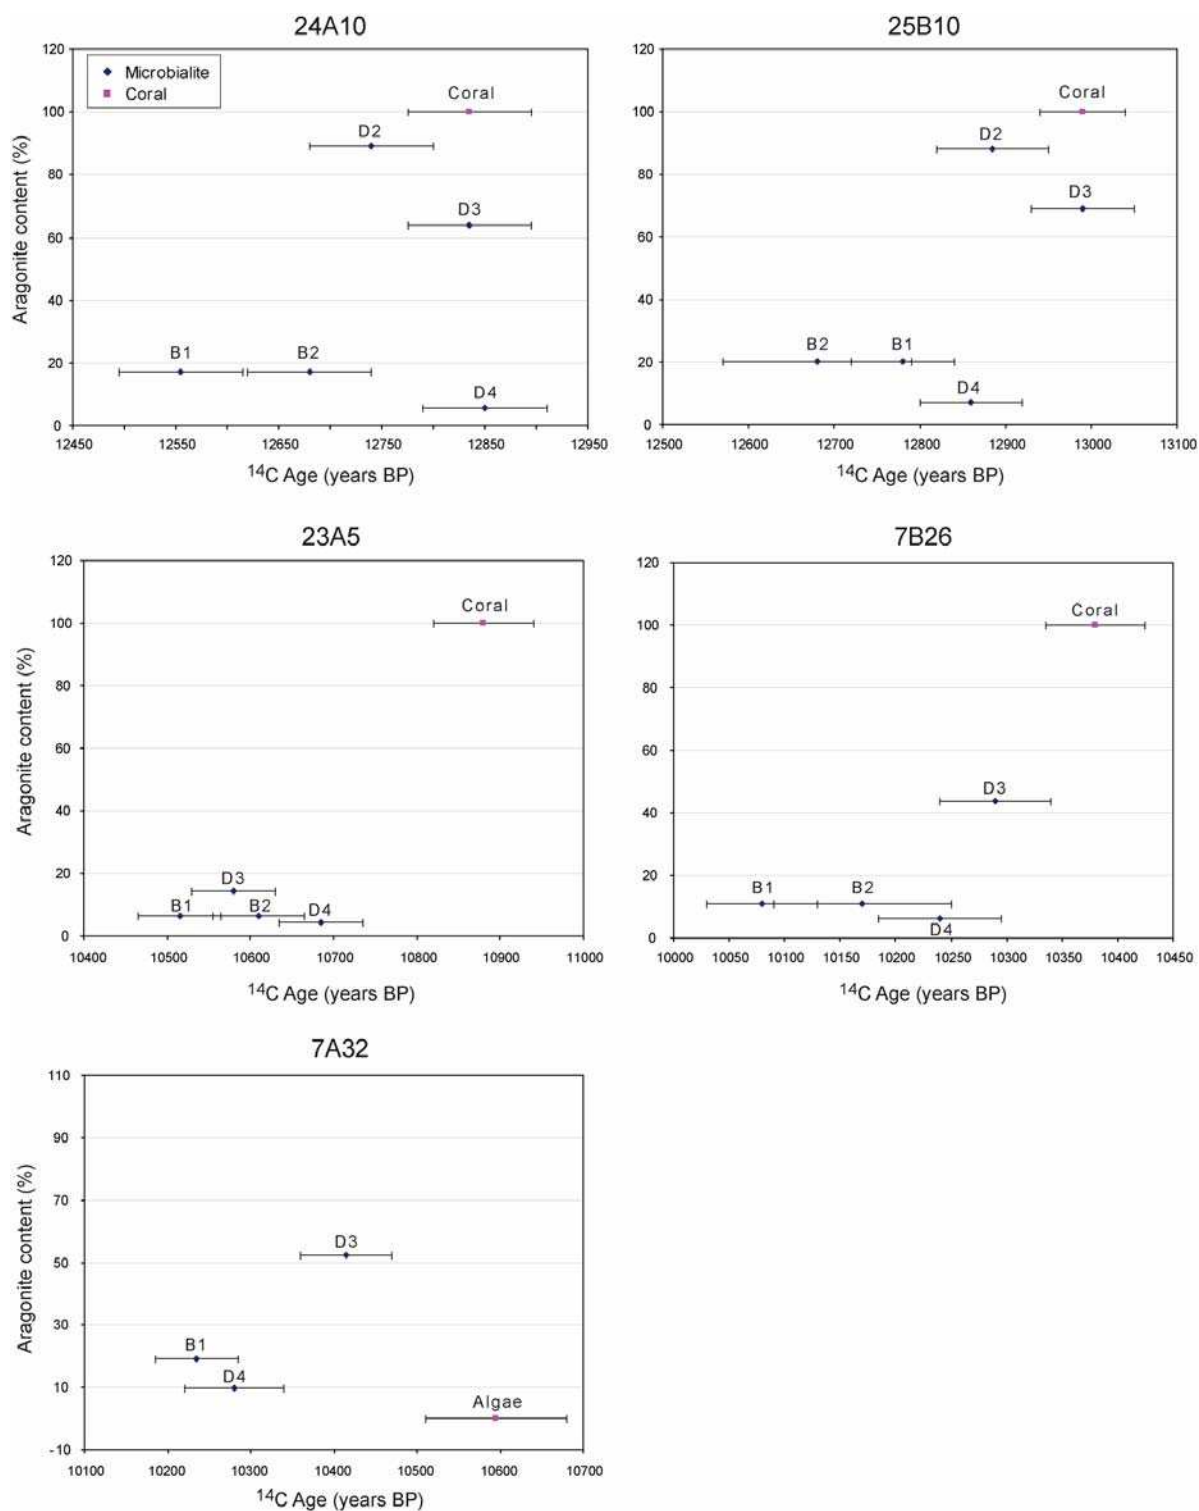 24A10
120
100
80
60
40
20
0
Aragonite content (%)
Microbialite
Coral
Coral
D2
D3
B1
B2
D4
12450
12550
12650
12750
12850
12950
14C Age (years BP)
25B10
120
100
80
60
40
20
0
Coral
D2
D3
B2
B1
D4
12500
12600
12700
12800
12900
13000
13100
14C Age (years BP)
23A5
120
100
80
60
40
20
0
Aragonite content (%)
Coral
D3
B1
B2
D4
10400
10500
10600
10700
10800
10900
11000
14C Age (years BP)
7B26
120
100
80
60
40
20
0
Coral
D3
B1
B2
D4
10000
10050
10100
10150
10200
10250
10300
10350
10400
10450
14C Age (years BP)
7A32
110
90
70
50
30
10
-10
Aragonite content (%)
D3
B1
D4
Algae
10100
10200
10300
10400
10500
10600
10700
14C Age (years BP)